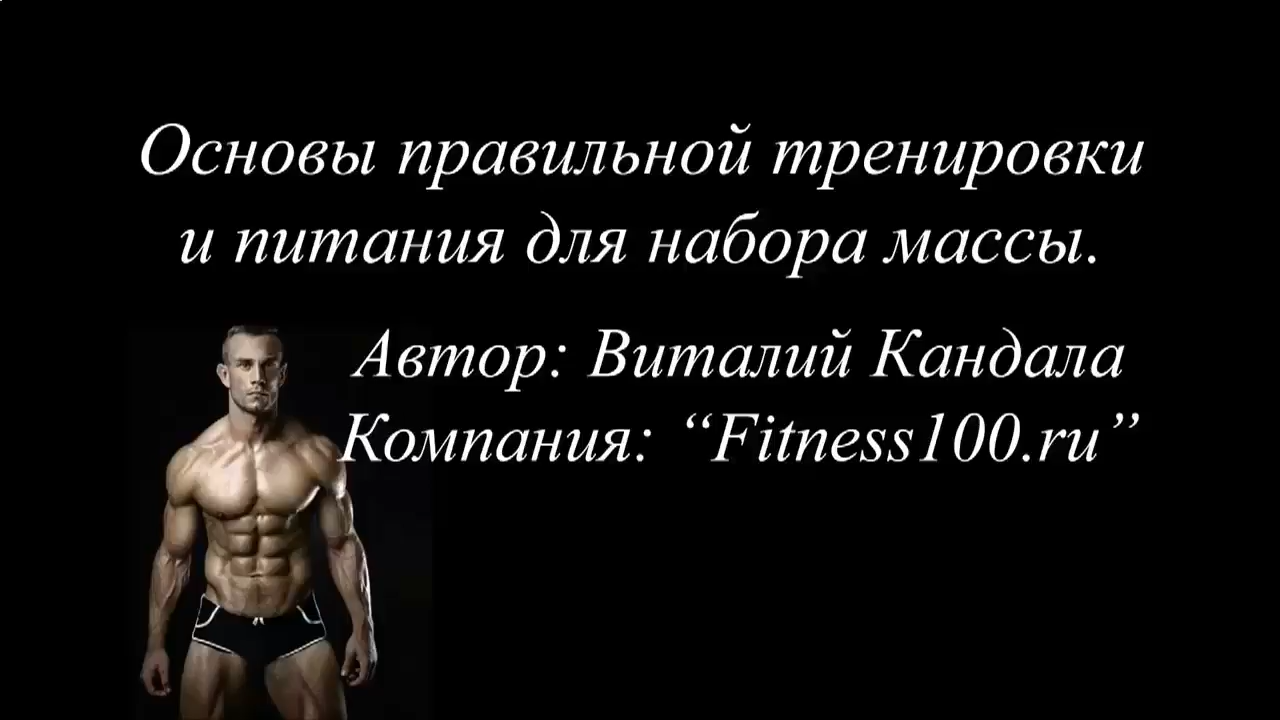 Основы правильной тренировки
и питания для набора массы.
Автор: Виталий Кандала
Компания: “Fitness100.ru”